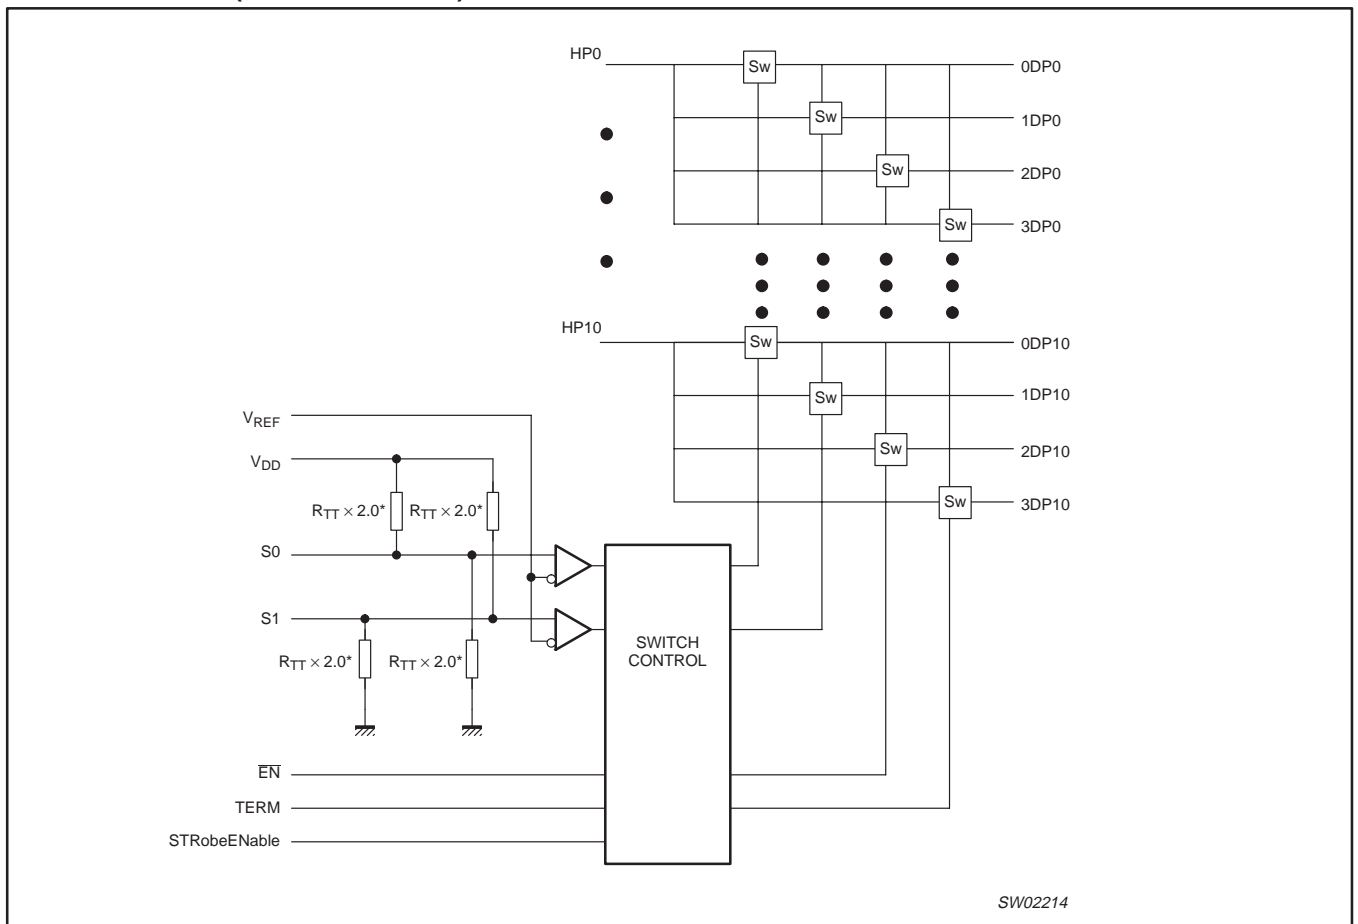 HP0
Sw
0DP0
Sw
1DP0
Sw
2DP0
Sw
3DP0
HP10
Sw
0DP10
Sw
1DP10
Sw
2DP10
Sw
3DP10
VREF
VDD
RTT × 2.0* RTT × 2.0*
S0
S1
RTT × 2.0* RTT × 2.0*
SWITCH
CONTROL
EN
TERM
STRobeENable
SW02214